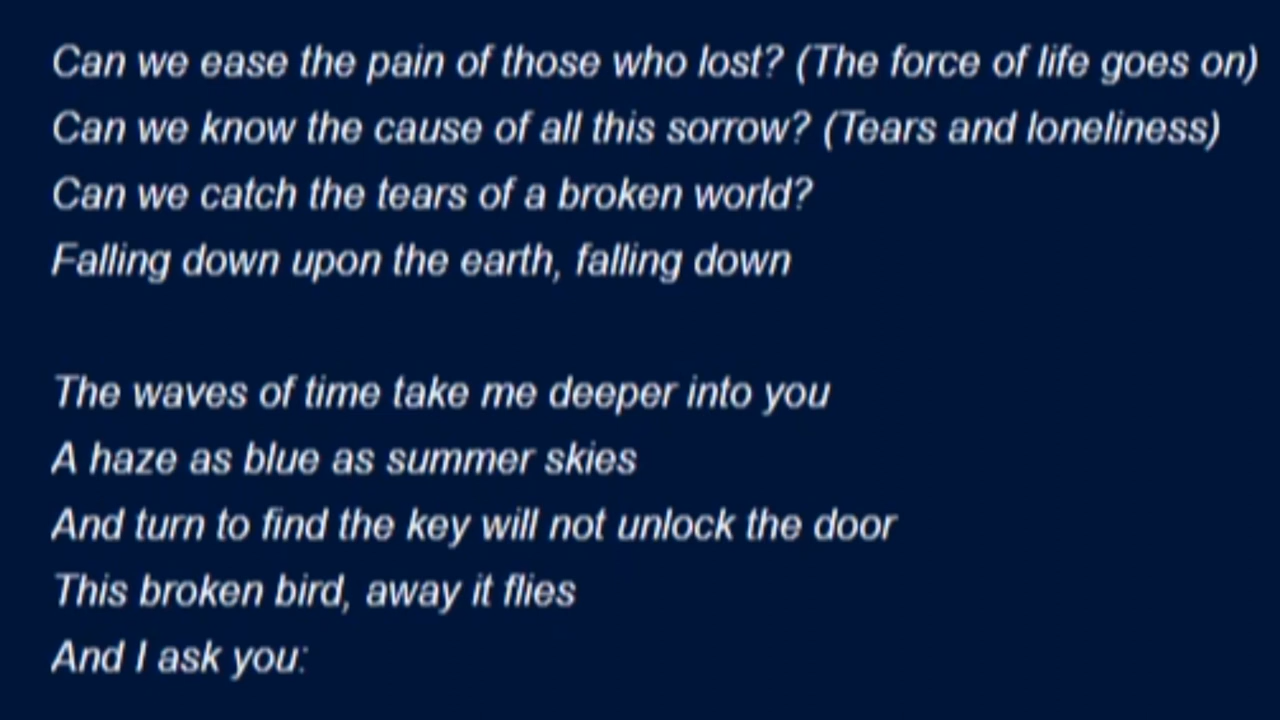 Can we ease the pain of those who lost? (The force of life goes on)
Can we know the cause of all this sorrow? (Tears and loneliness)
Can we catch the tears of a broken world?
Falling down upon the earth, falling down
The waves of time take me deeper into you
A haze as blue as summer skies
And turn to find the key will not unlock the door
This broken bird, away it flies
And I ask you: